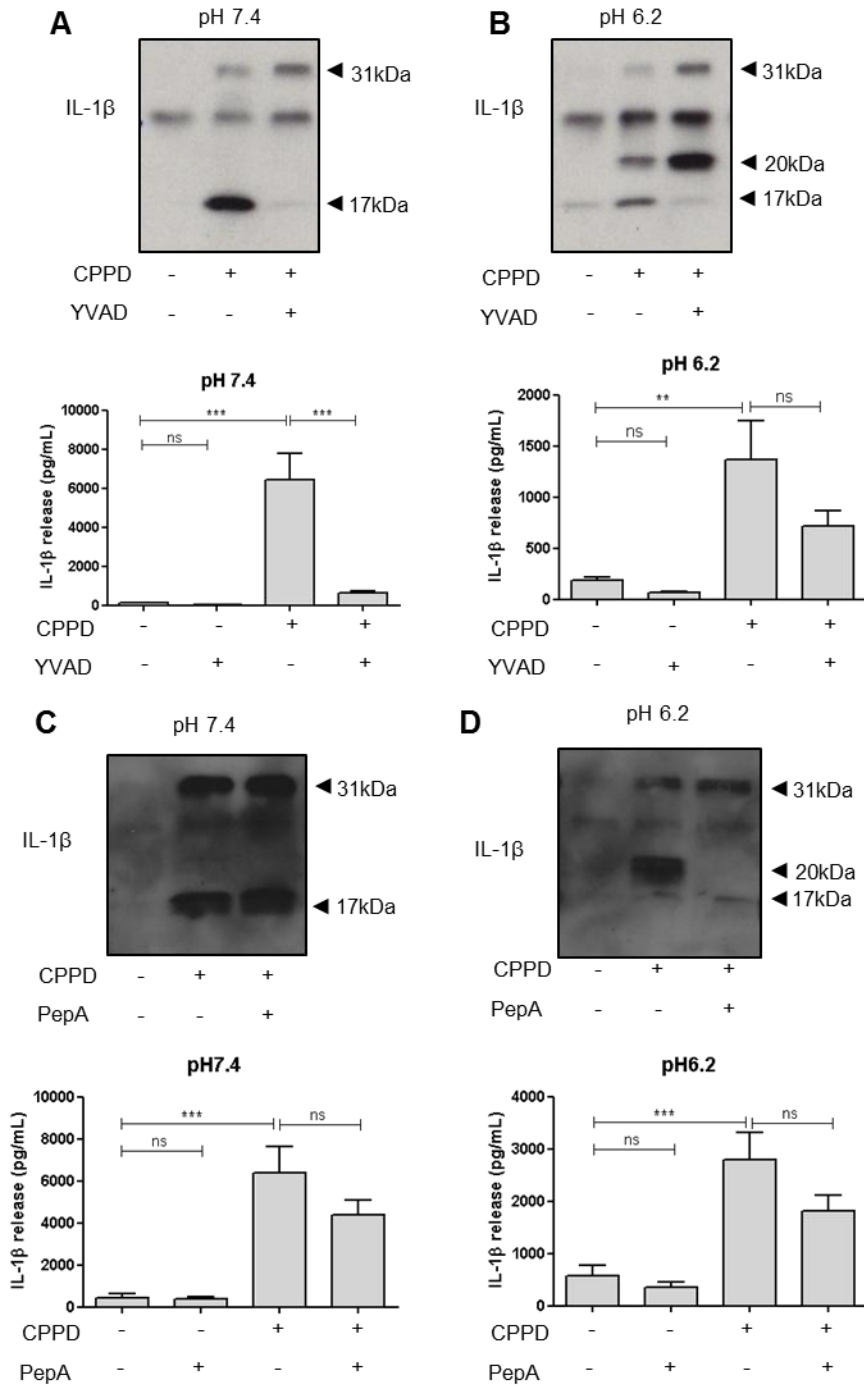 A
pH 7.4
IL-1β
31kDa
17kDa
CPPD - + +
YVAD - - +
pH 7.4
IL-1β release (pg/mL)
10000
8000
6000
4000
2000
0
***
***
ns
CPPD - - + +
YVAD - + - +
B
pH 6.2
IL-1β
31kDa
20kDa
17kDa
CPPD - + +
YVAD - - +
pH 6.2
IL-1β release (pg/mL)
2000
1500
1000
500
0
**
ns
ns
CPPD - - + +
YVAD - + - +
C
pH 7.4
IL-1β
31kDa
17kDa
CPPD - + +
PepA - - +
pH7.4
IL-1β release (pg/mL)
10000
8000
6000
4000
2000
0
***
ns
ns
CPPD - - + +
PepA - + - +
D
pH 6.2
IL-1β
31kDa
20kDa
17kDa
CPPD - + +
PepA - - +
pH6.2
IL-1β release (pg/mL)
4000
3000
2000
1000
0
***
ns
ns
CPPD - - + +
PepA - + - +